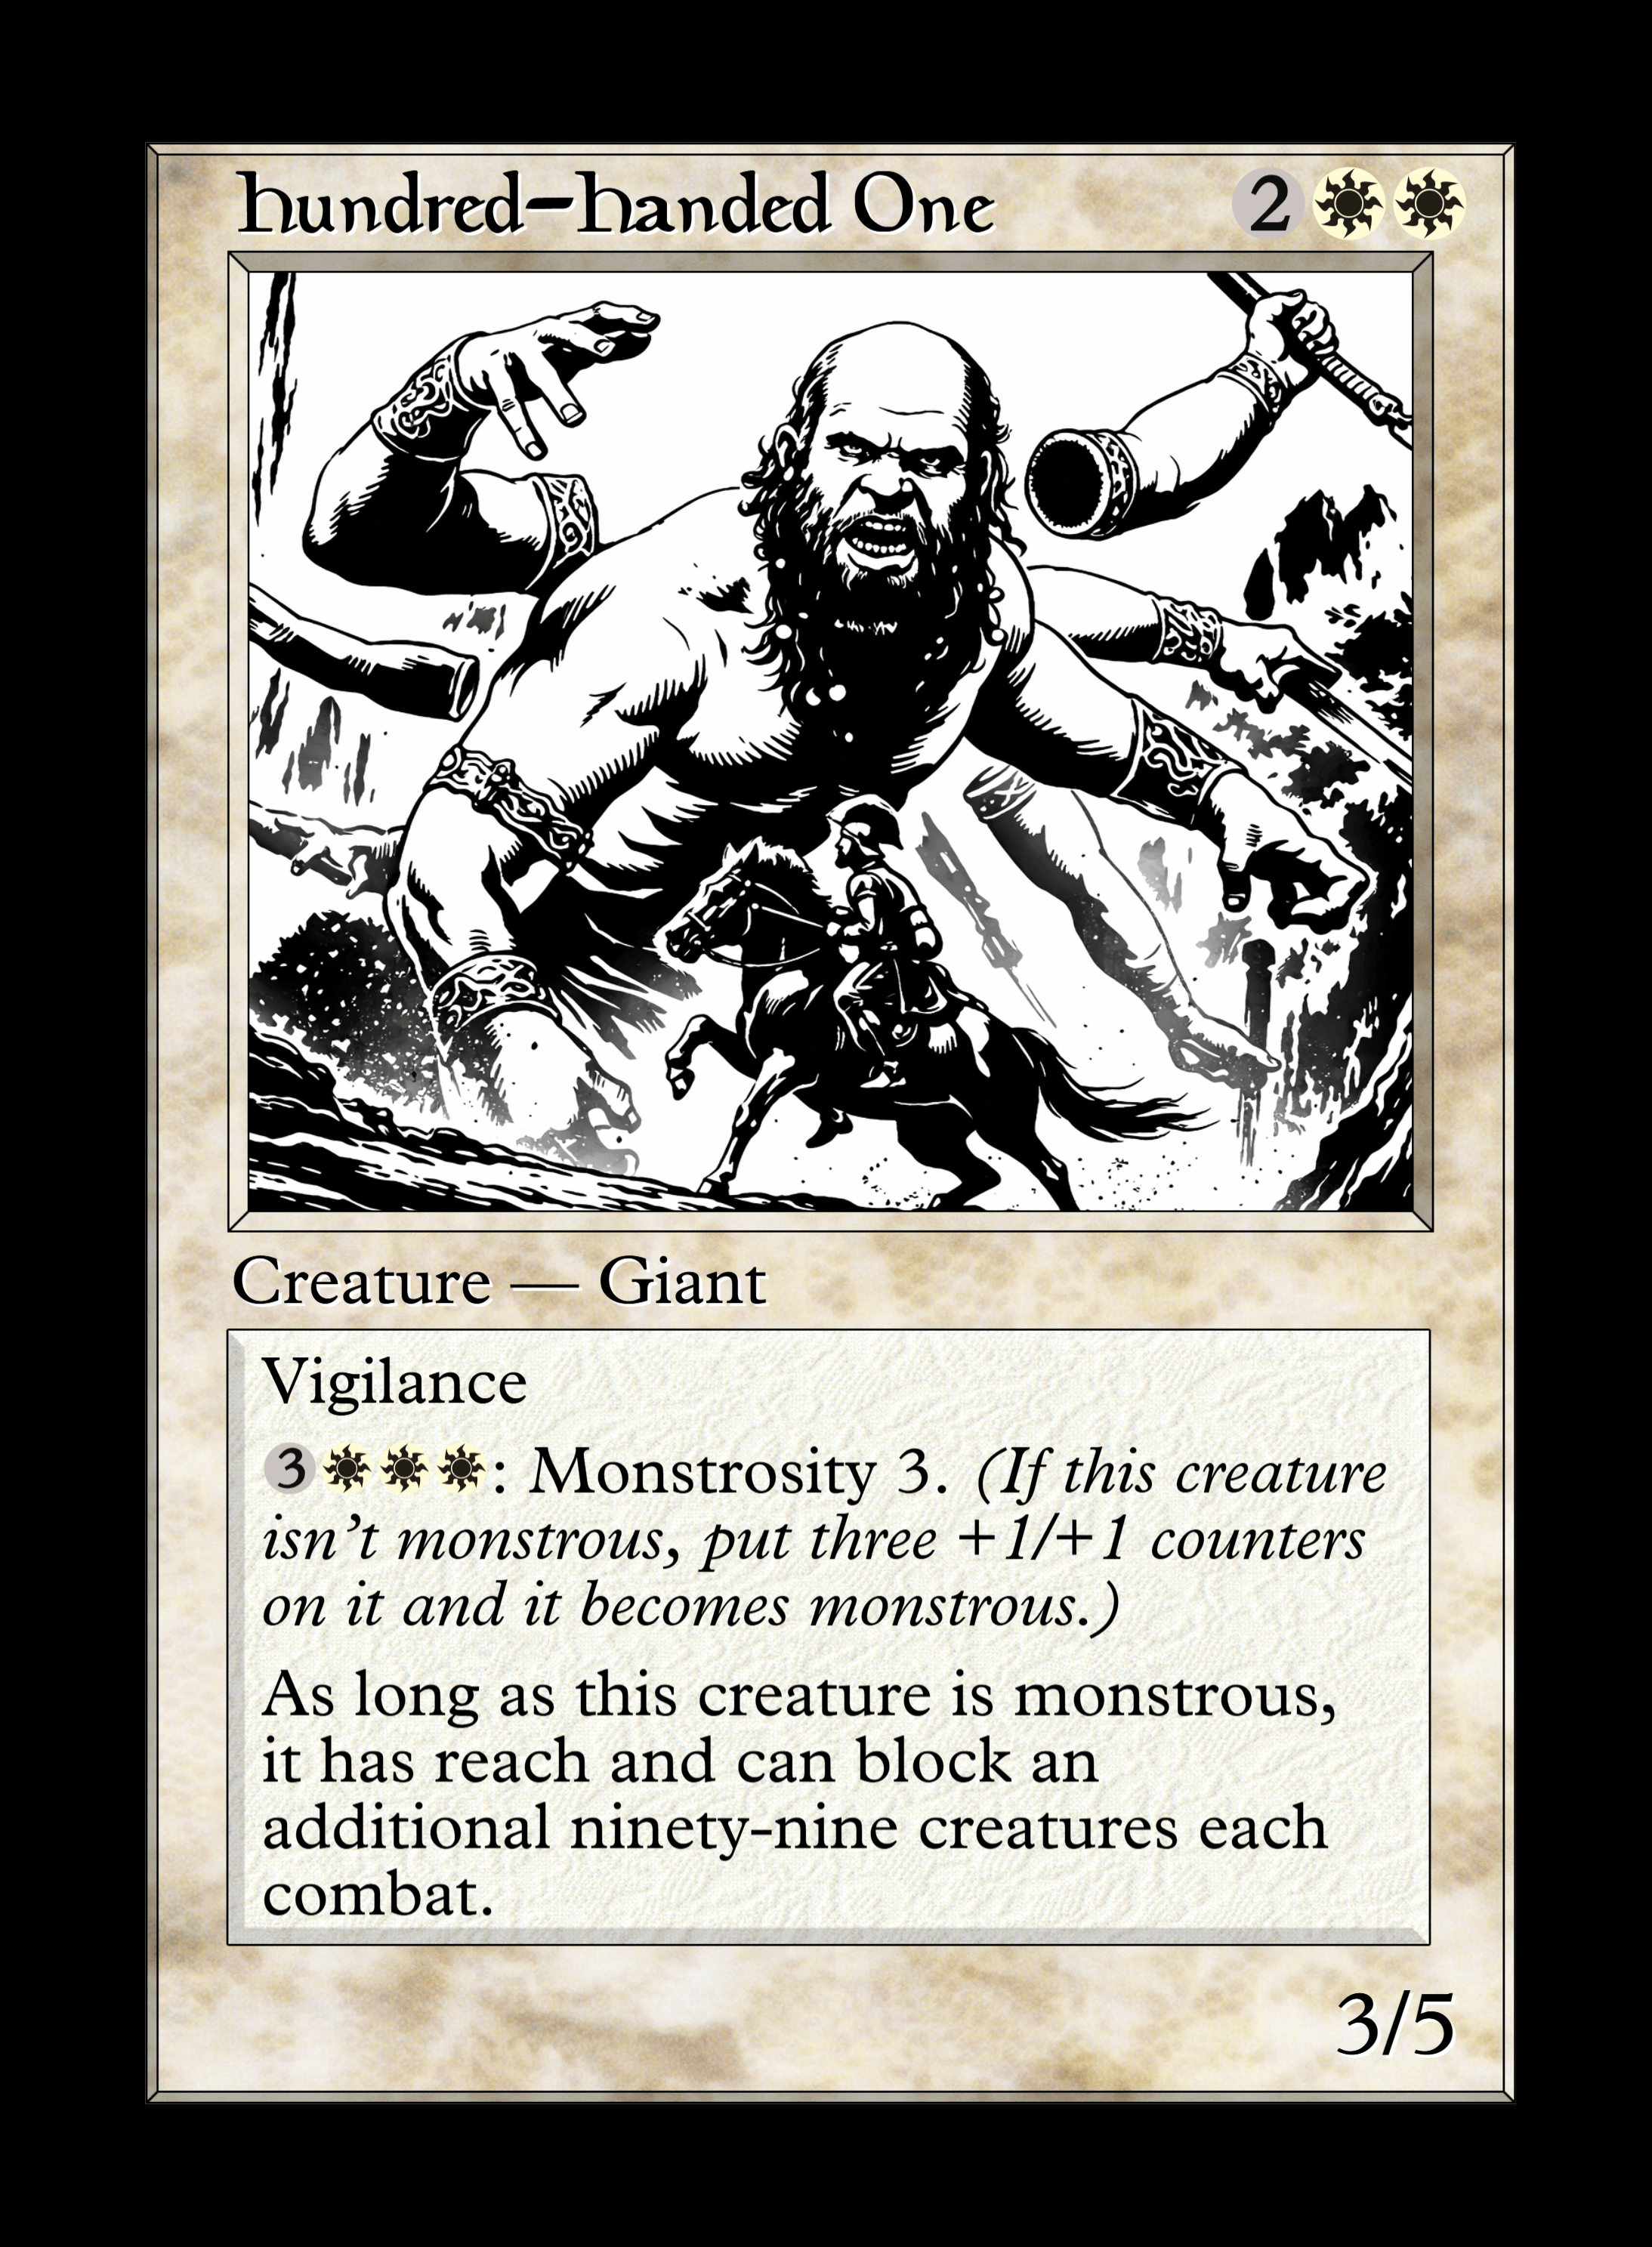 Hundred-Handed One 2
Creature — Giant
Vigilance
3: Monstrosity 3. (If this creature
isn't monstrous, put three +1/+1 counters
on it and it becomes monstrous.)
As long as this creature is monstrous,
it has reach and can block an
additional ninety-nine creatures each
combat.
3/5